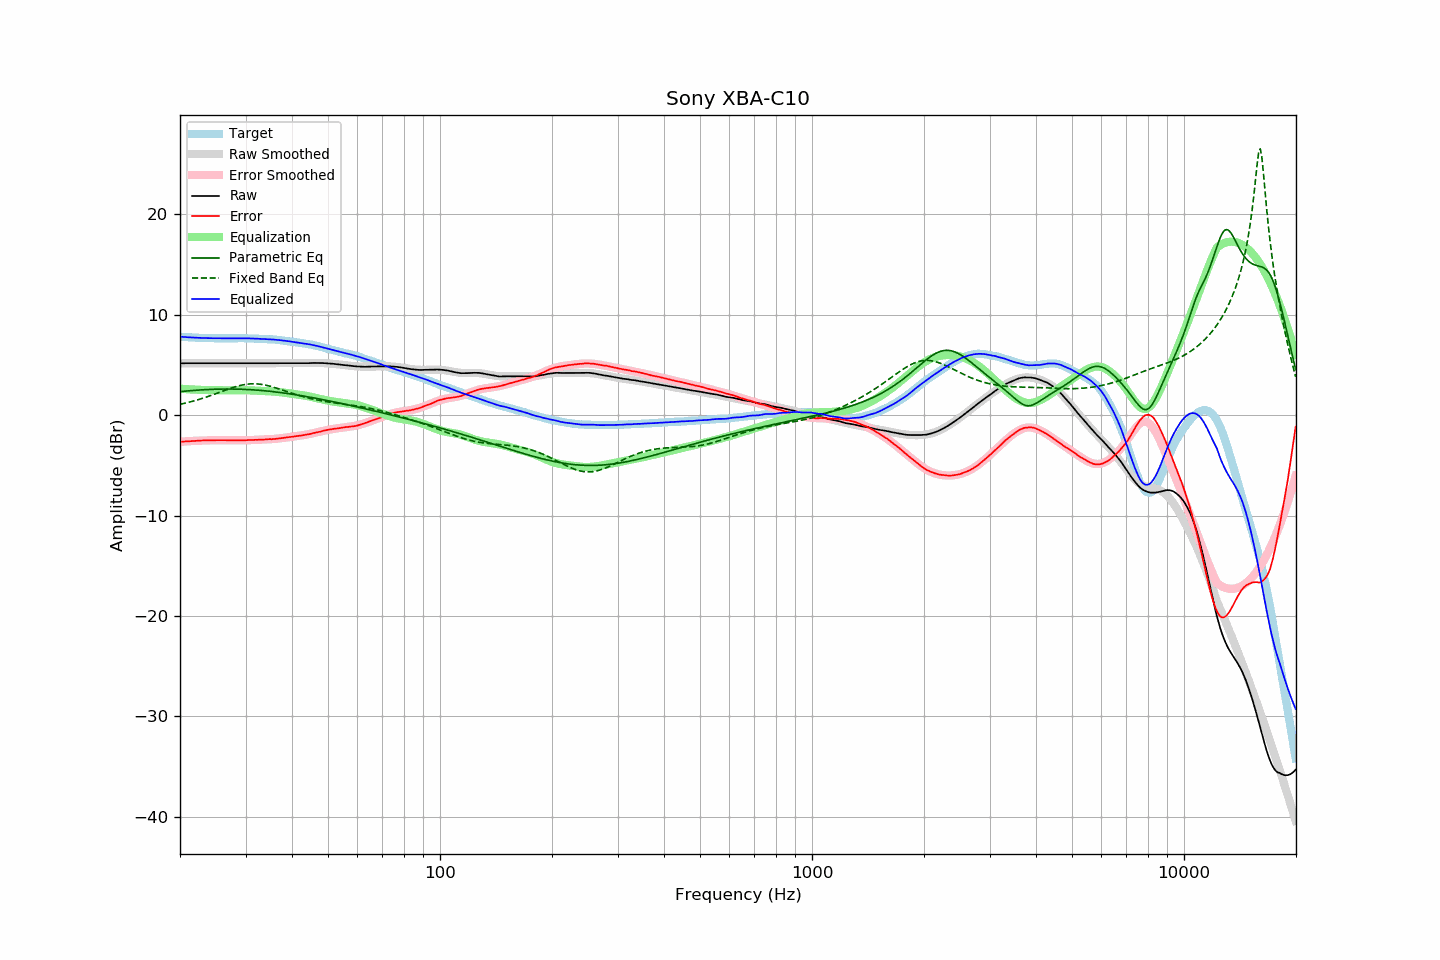 Sony XBA-C10
Target
Raw Smoothed
Error Smoothed
Raw
Error
Equalization
Parametric Eq
Fixed Band Eq
Equalized
20
10
0
−10
−20
−30
−40
Amplitude (dBr)
100
1000
10000
Frequency (Hz)